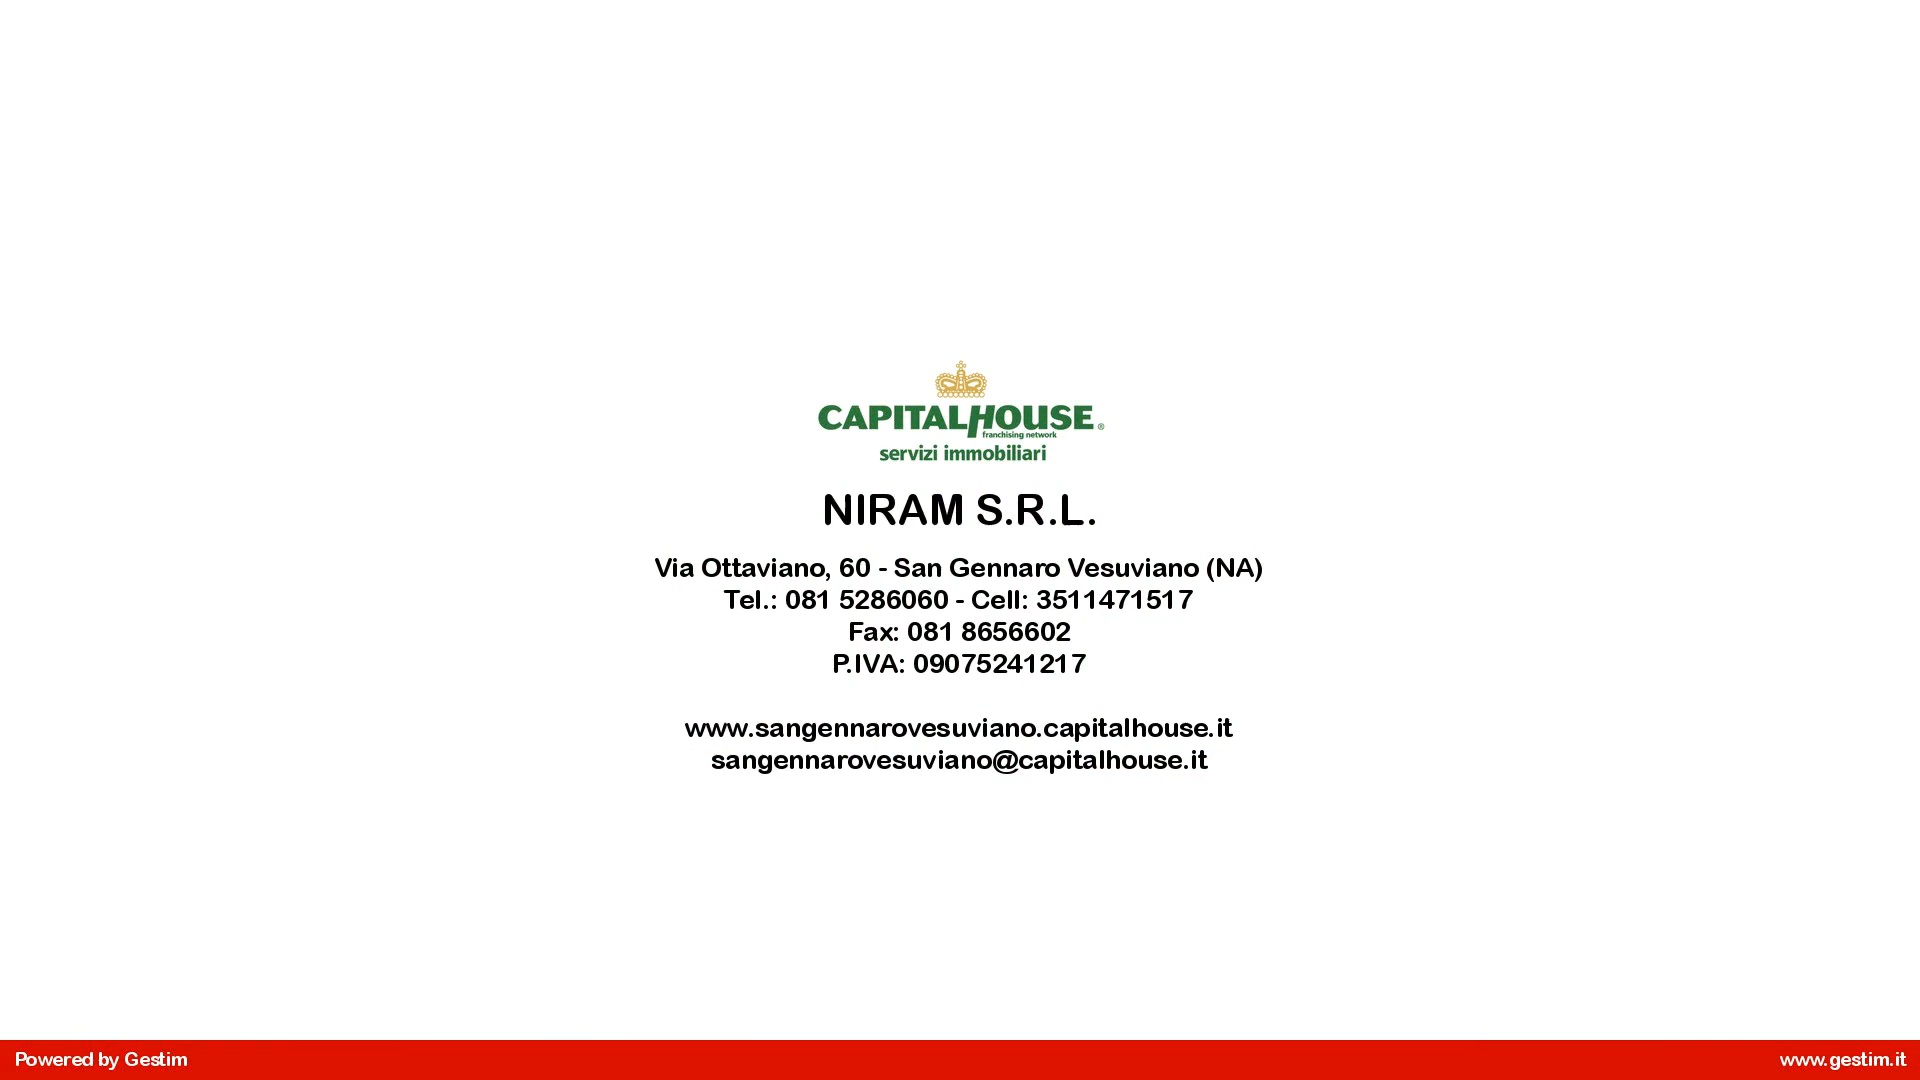 CAPITALHOUSE®
franchising network
servizi immobiliari
NIRAM S.R.L.
Via Ottaviano, 60 - San Gennaro Vesuviano (NA)
Tel.: 081 5286060 - Cell: 3511471517
Fax: 081 8656602
P.IVA: 09075241217
www.sangennarovesuviano.capitalhouse.it
sangennarovesuviano@capitalhouse.it
Powered by Gestim
www.gestim.it